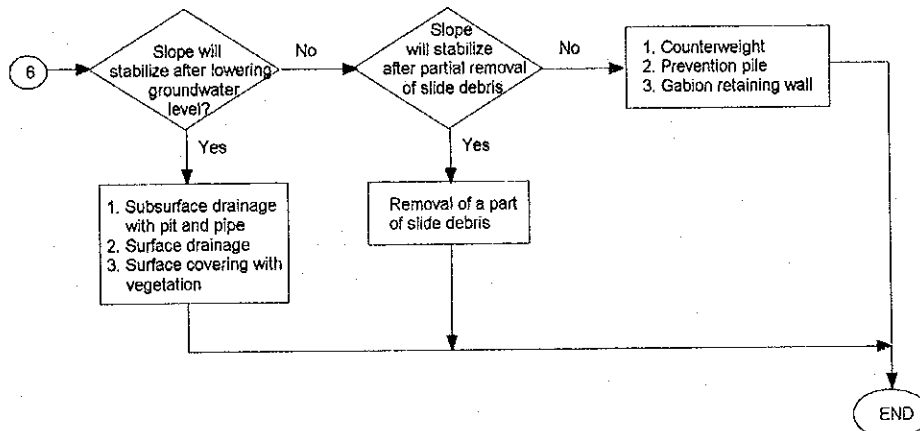 6
Slope will
stabilize after lowering
groundwater
level?
No
Slope
will stabilize
after partial removal
of slide debris
No
1. Counterweight
2. Prevention pile
3. Gabion retaining wall
Yes
1. Subsurface drainage
with pit and pipe
2. Surface drainage
3. Surface covering with
vegetation
Yes
Removal of a part
of slide debris
END